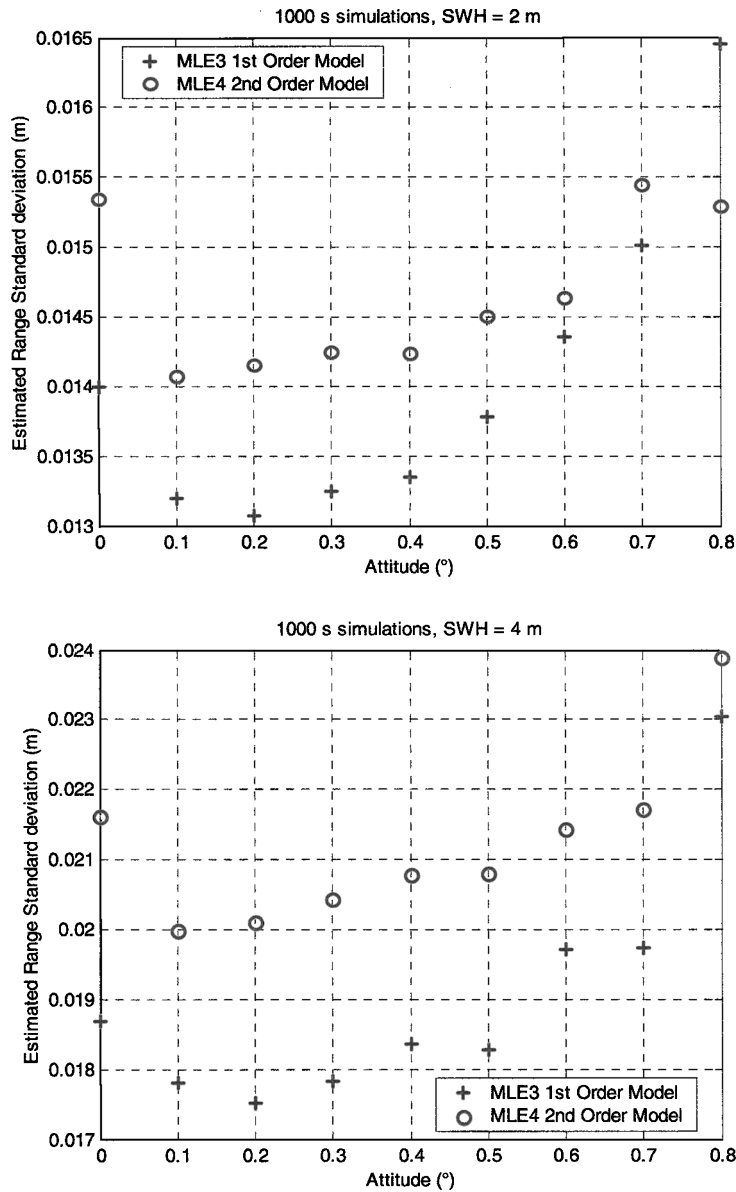 1000 s simulations, SWH = 2 m
MLE3 1st Order Model
MLE4 2nd Order Model
Estimated Range Standard deviation (m)
0.0165
0.016
0.0155
0.015
0.0145
0.014
0.0135
0.013
0 0.1 0.2 0.3 0.4 0.5 0.6 0.7 0.8
Attitude (°)
1000 s simulations, SWH = 4 m
Estimated Range Standard deviation (m)
0.024
0.023
0.022
0.021
0.02
0.019
0.018
0.017
MLE3 1st Order Model
MLE4 2nd Order Model
0 0.1 0.2 0.3 0.4 0.5 0.6 0.7 0.8
Attitude (°)